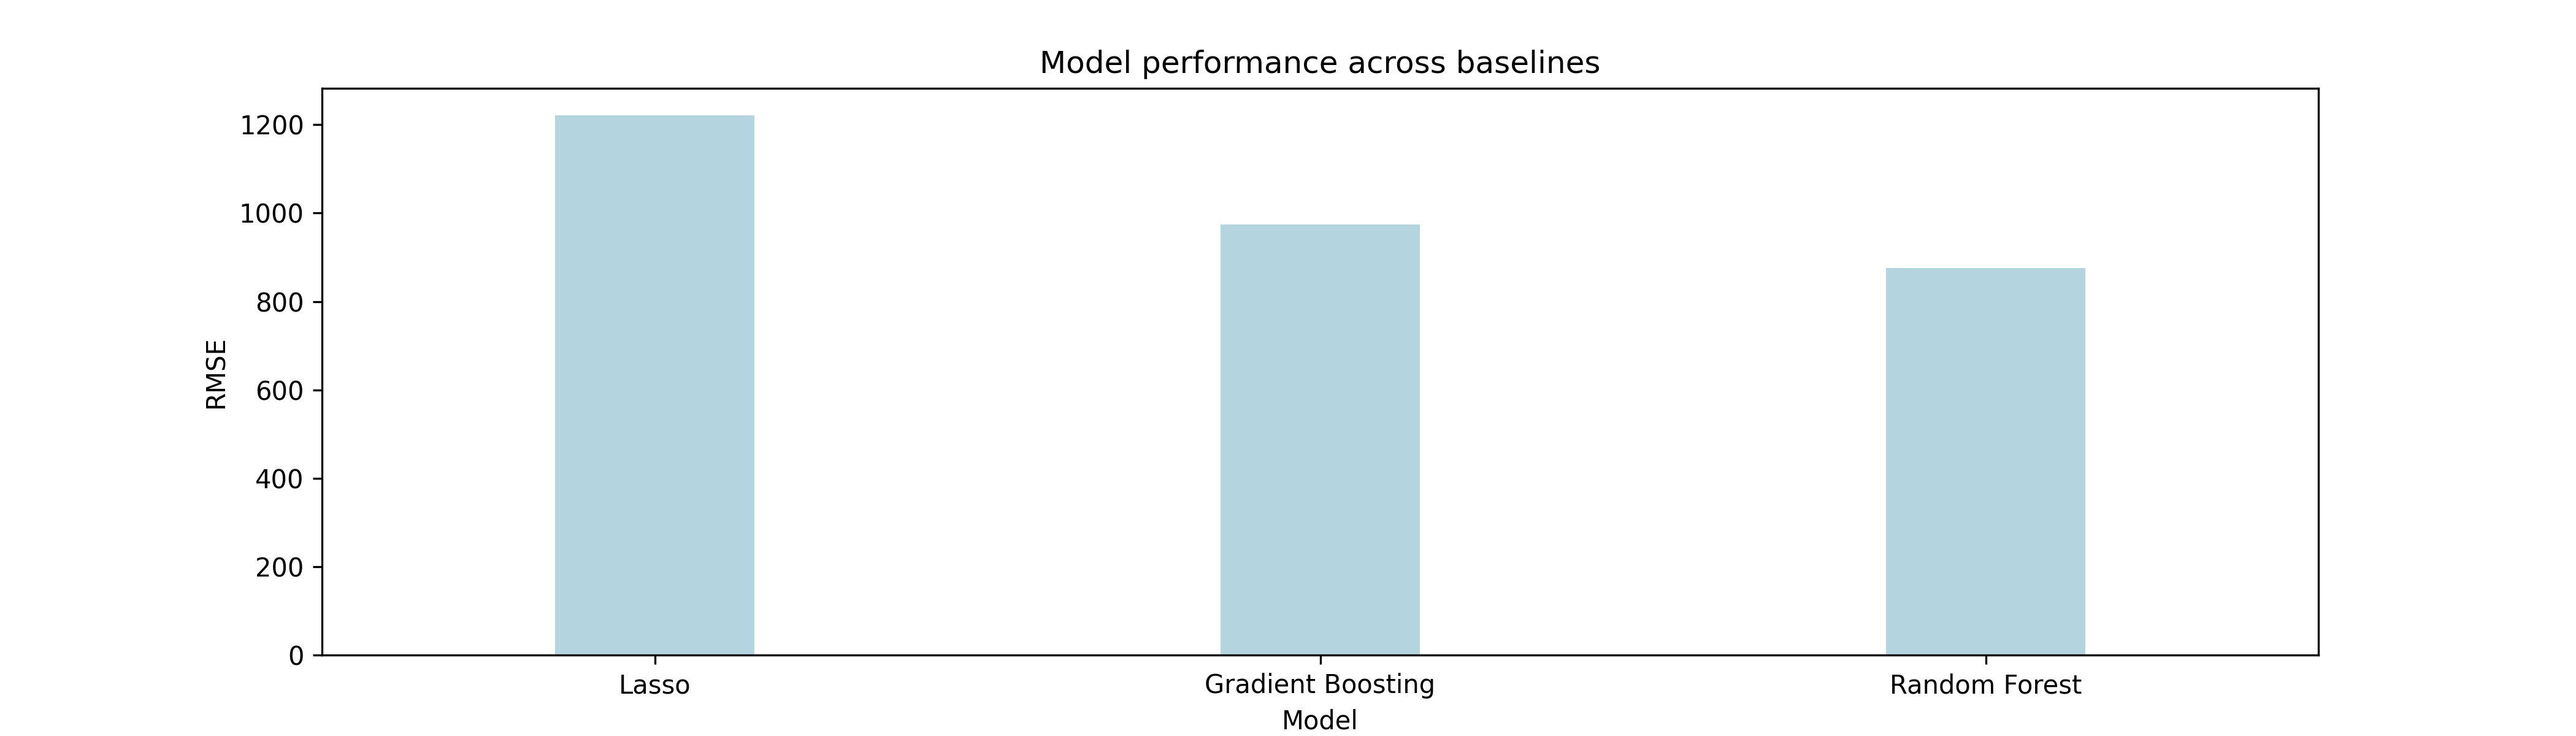 Model performance across baselines
1200
1000
800
600
400
200
0
RMSE
Lasso
Gradient Boosting
Random Forest
Model